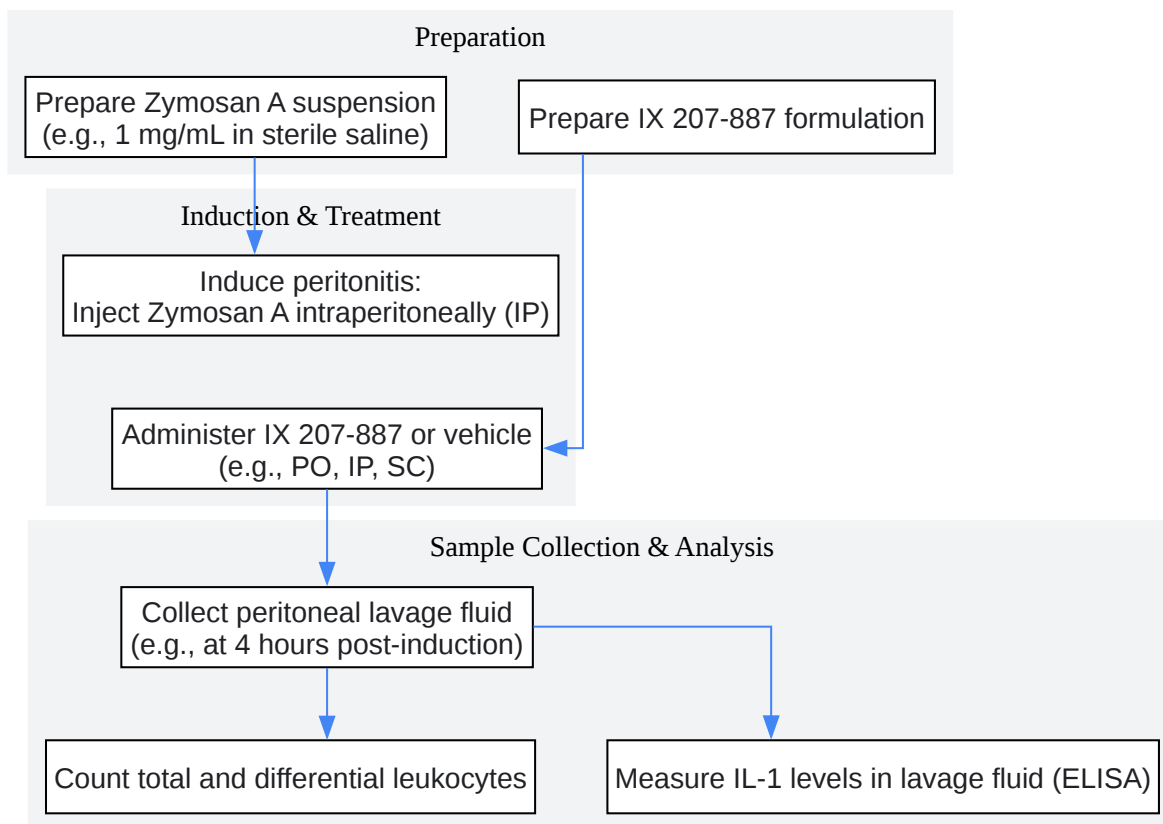 Preparation
Prepare Zymosan A suspension
(e.g., 1 mg/mL in sterile saline)
Prepare IX 207-887 formulation
Induction & Treatment
Induce peritonitis:
Inject Zymosan A intraperitoneally (IP)
Administer IX 207-887 or vehicle
(e.g., PO, IP, SC)
Sample Collection & Analysis
Collect peritoneal lavage fluid
(e.g., at 4 hours post-induction)
Count total and differential leukocytes
Measure IL-1 levels in lavage fluid (ELISA)